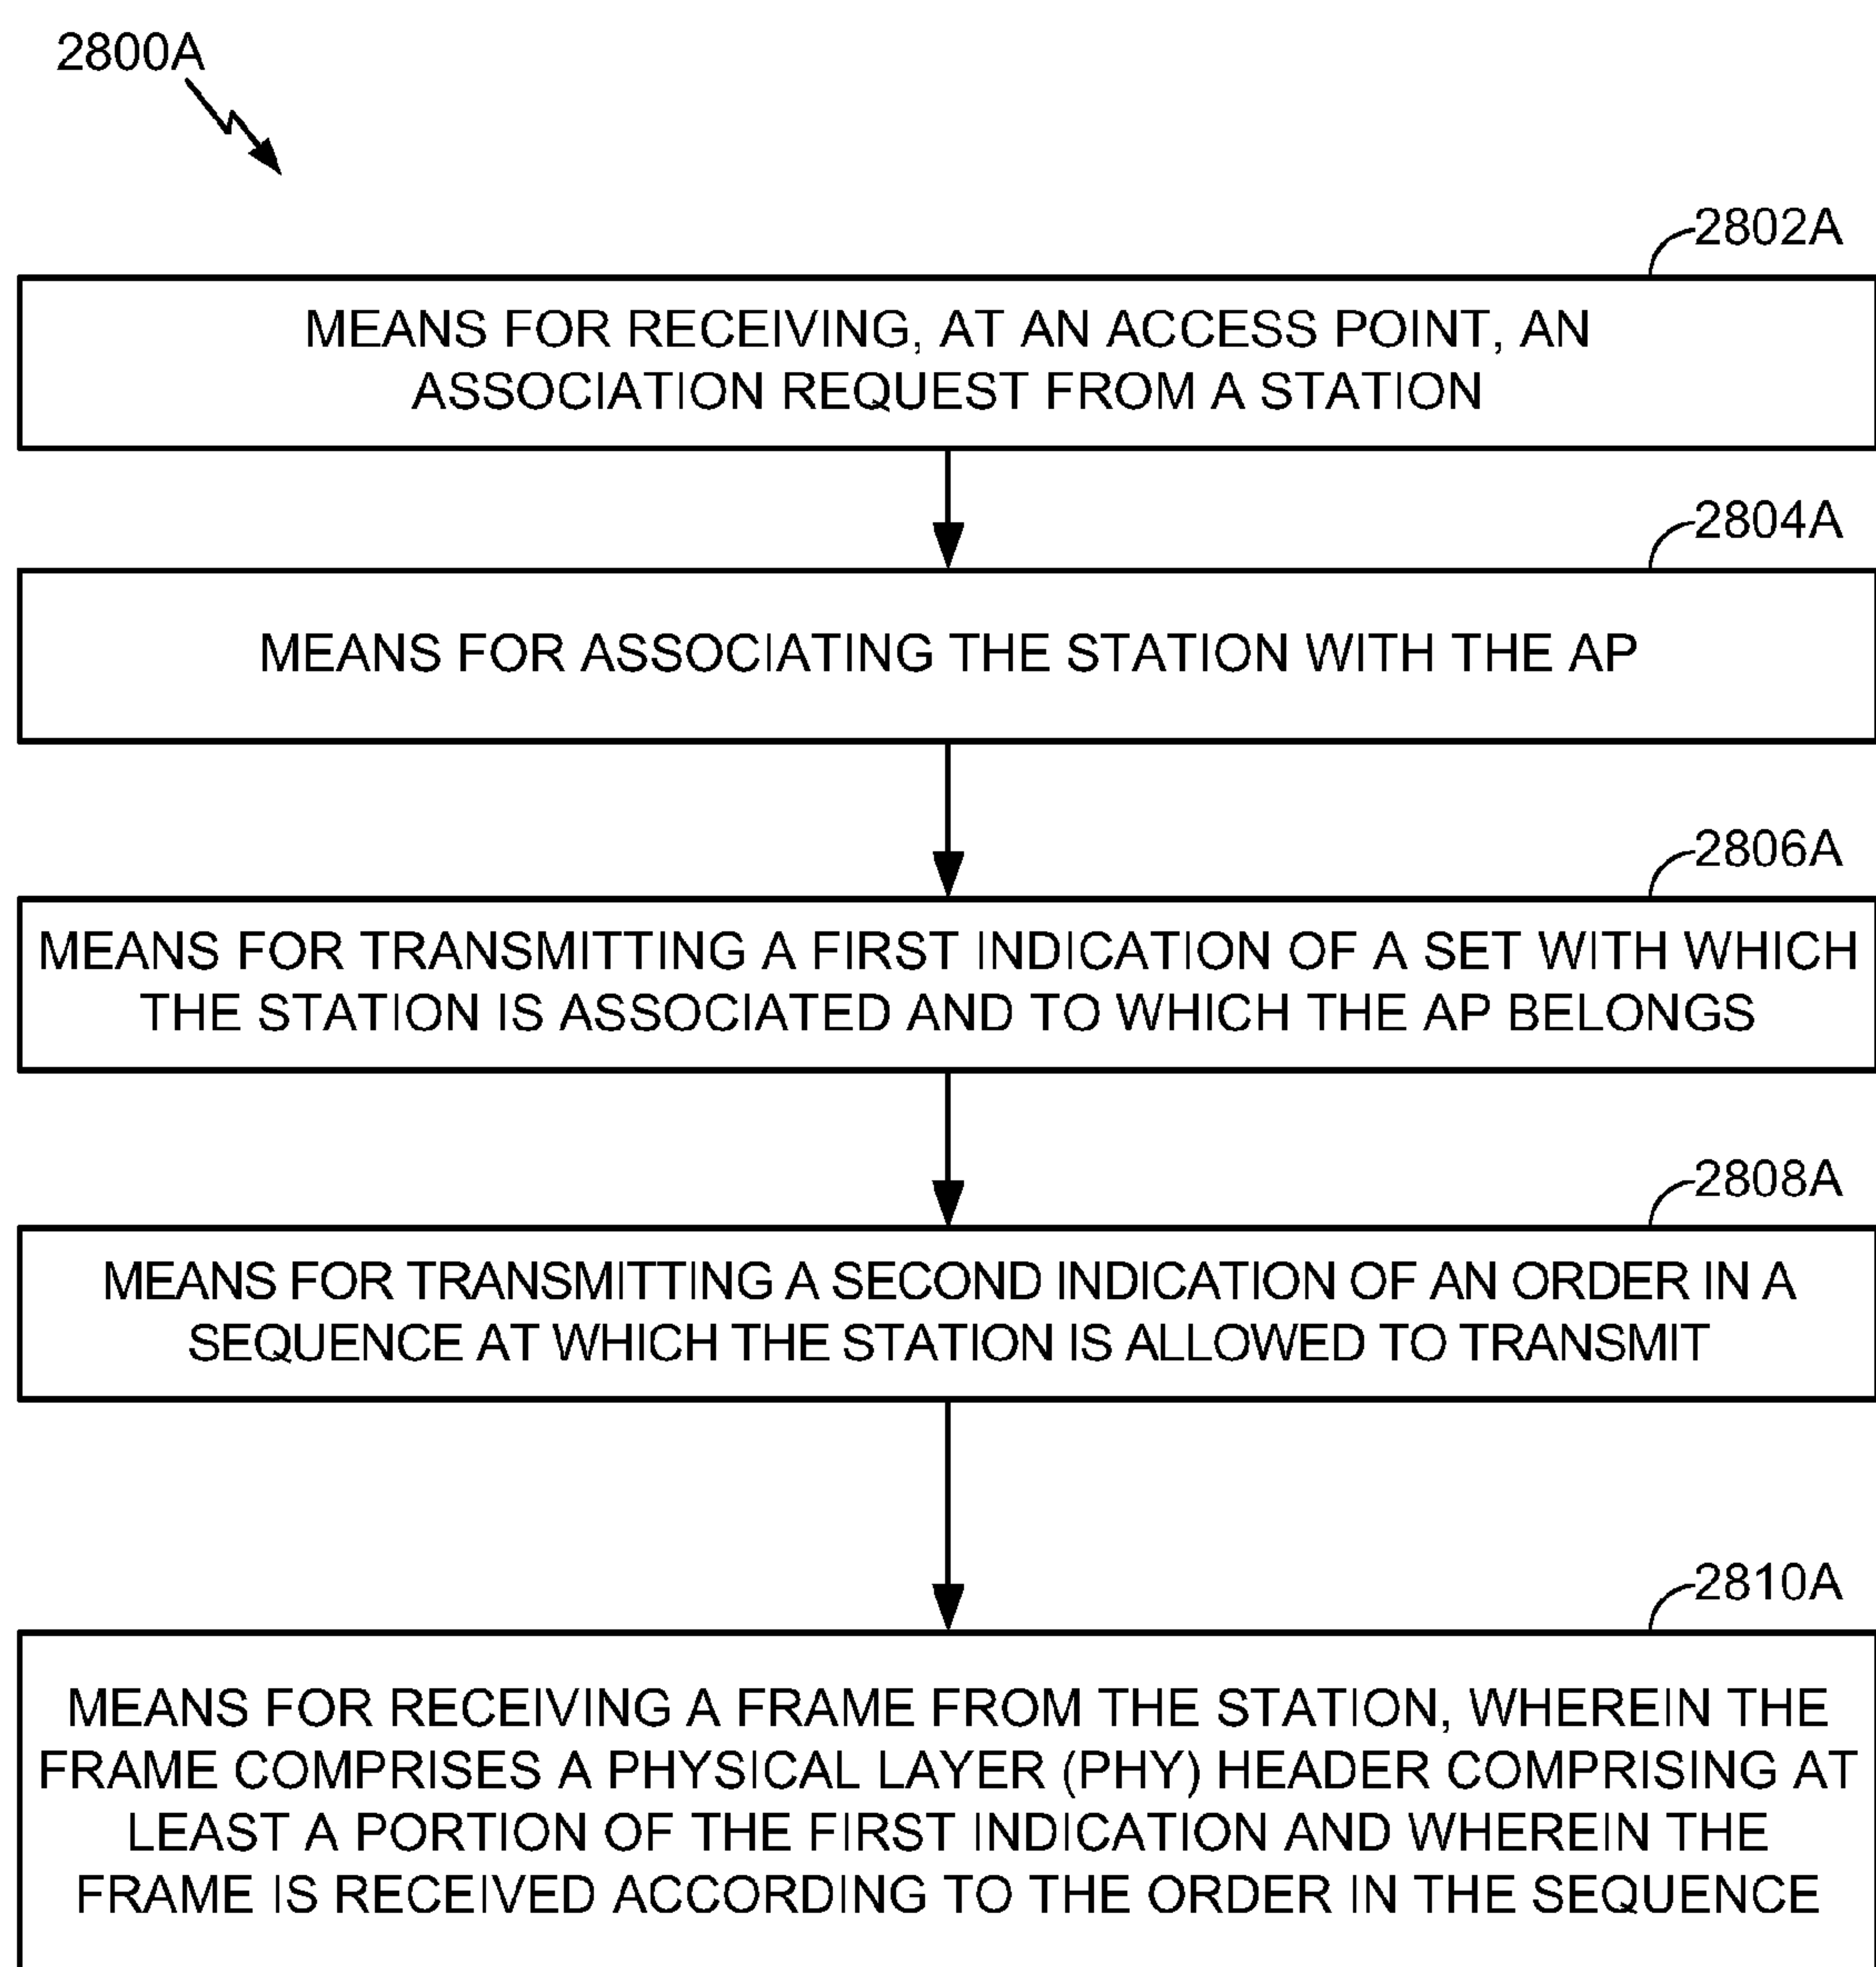 2800A
2802A
MEANS FOR RECEIVING, AT AN ACCESS POINT, AN
ASSOCIATION REQUEST FROM A STATION
2804A
MEANS FOR ASSOCIATING THE STATION WITH THE AP
2806A
MEANS FOR TRANSMITTING A FIRST INDICATION OF A SET WITH WHICH
THE STATION IS ASSOCIATED AND TO WHICH THE AP BELONGS
2808A
MEANS FOR TRANSMITTING A SECOND INDICATION OF AN ORDER IN A
SEQUENCE AT WHICH THE STATION IS ALLOWED TO TRANSMIT
2810A
MEANS FOR RECEIVING A FRAME FROM THE STATION, WHEREIN THE
FRAME COMPRISES A PHYSICAL LAYER (PHY) HEADER COMPRISING AT
LEAST A PORTION OF THE FIRST INDICATION AND WHEREIN THE
FRAME IS RECEIVED ACCORDING TO THE ORDER IN THE SEQUENCE